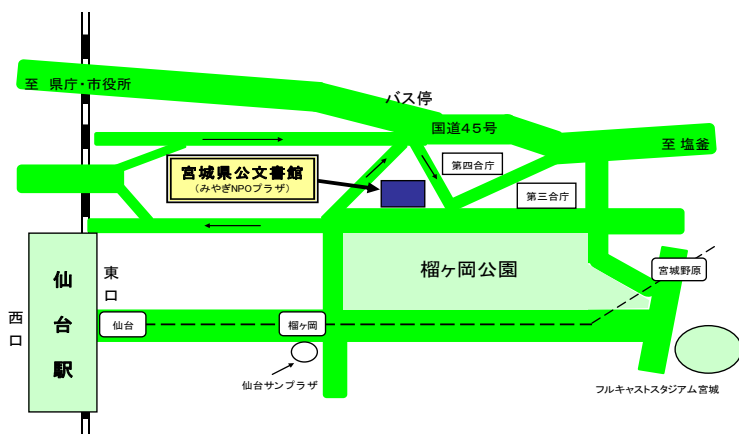 至 県庁・市役所
バス停
国道４５号
至 塩釜
宮城県公文書館
（みやぎNPOプラザ）
第四合庁
第三合庁
榴ヶ岡公園
宮城野原
仙台駅
東口
西口
仙台
榴ヶ岡
仙台サンプラザ
フルキャストスタジアム宮城